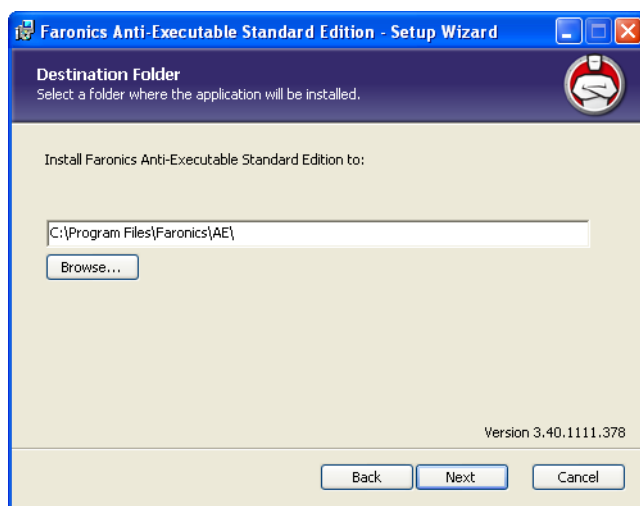 Faronics Anti-Executable Standard Edition - Setup Wizard
Destination Folder
Select a folder where the application will be installed.
Install Faronics Anti-Executable Standard Edition to:
C:\Program Files\Faronics\AE\
Browse...
Version 3.40.1111.378
Back Next Cancel